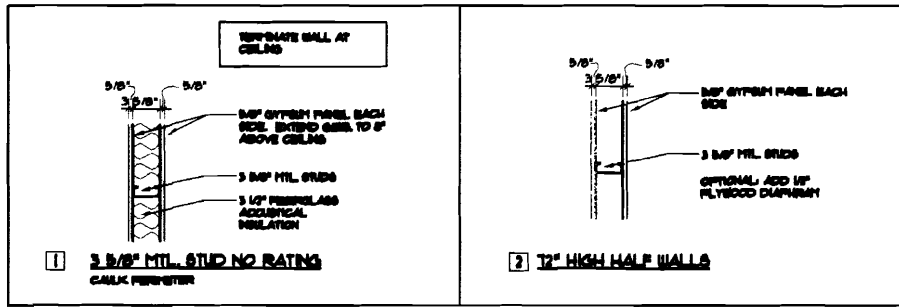 TERMINATE WALL AT
CEILING
5/8" 5/8"
3 5/8"
5/8" GYPSUM PANEL EACH
SIDE. EXTEND TO
ABOVE CEILING
3 5/8" MTL. STUDS
3 1/2" FIBERGLASS
ACOUSTICAL
INSULATION
1 3 5/8" MTL. STUD NO RATING
CAULK PERIMETER
5/8" 5/8"
3 5/8"
5/8" GYPSUM PANEL EACH
SIDE
3 5/8" MTL. STUDS
OPTIONAL: ADD 1/2"
PLYWOOD DIAPHRAM
2 72" HIGH HALF WALLS